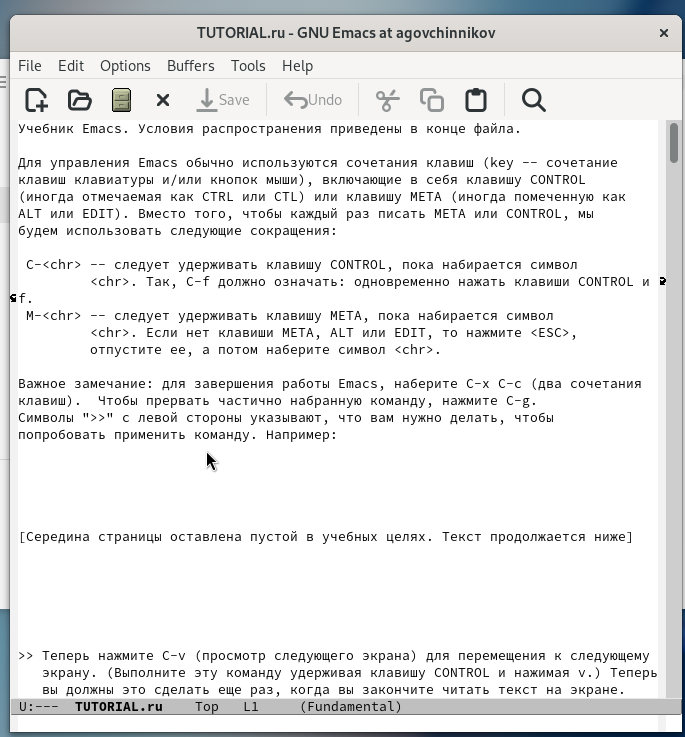 TUTORIAL.ru - GNU Emacs at agovchinnikov
File Edit Options Buffers Tools Help
Save Undo
Учебник Emacs. Условия распространения приведены в конце файла.
Для управления Emacs обычно используются сочетания клавиш (key -- сочетание
клавиш клавиатуры и/или кнопок мыши), включающие в себя клавишу CONTROL
(иногда отмечаемая как CTRL или CTL) или клавишу META (иногда помеченную как
ALT или EDIT). Вместо того, чтобы каждый раз писать META или CONTROL, мы
будем использовать следующие сокращения:
C-<chr> -- следует удерживать клавишу CONTROL, пока набирается символ
<chr>. Так, C-f должно означать: одновременно нажать клавиши CONTROL и
f.
M-<chr> -- следует удерживать клавишу META, пока набирается символ
<chr>. Если нет клавиши META, ALT или EDIT, то нажмите <ESC>,
отпустите ее, а потом наберите символ <chr>.
Важное замечание: для завершения работы Emacs, наберите C-x C-c (два сочетания
клавиш). Чтобы прервать частично набранную команду, нажмите C-g.
Символы ">>" с левой стороны указывают, что вам нужно делать, чтобы
попробовать применить команду. Например:
[Середина страницы оставлена пустой в учебных целях. Текст продолжается ниже]
>> Теперь нажмите C-v (просмотр следующего экрана) для перемещения к следующему
экрану. (Выполните эту команду удерживая клавишу CONTROL и нажимая v.) Теперь
вы должны это сделать еще раз, когда вы закончите читать текст на экране.
U:--- TUTORIAL.ru Top L1 (Fundamental)